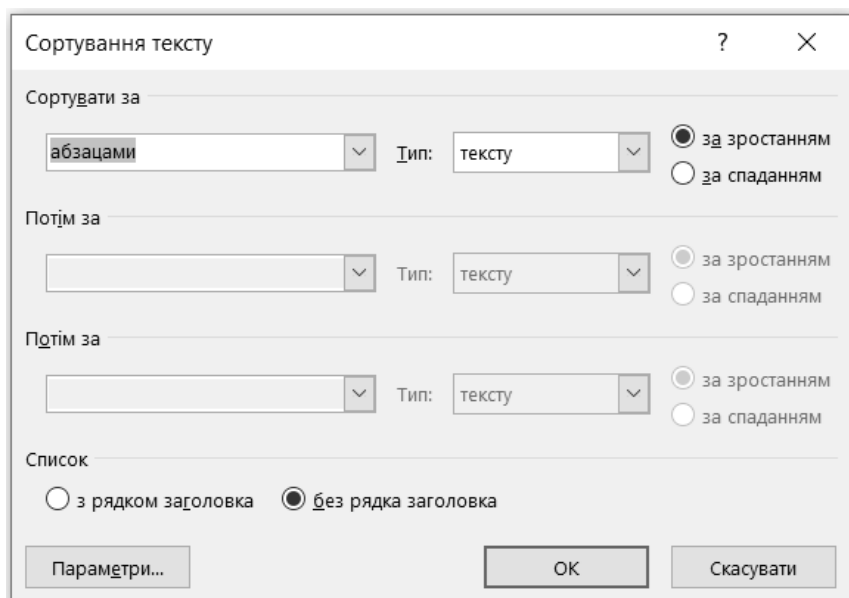 Сортування тексту ? ×
Сортувати за
абзацами Тип: тексту за зростанням
за спаданням
Потім за
Тип: тексту за зростанням
за спаданням
Потім за
Тип: тексту за зростанням
за спаданням
Список
з рядком заголовка без рядка заголовка
Параметри... ОК Скасувати